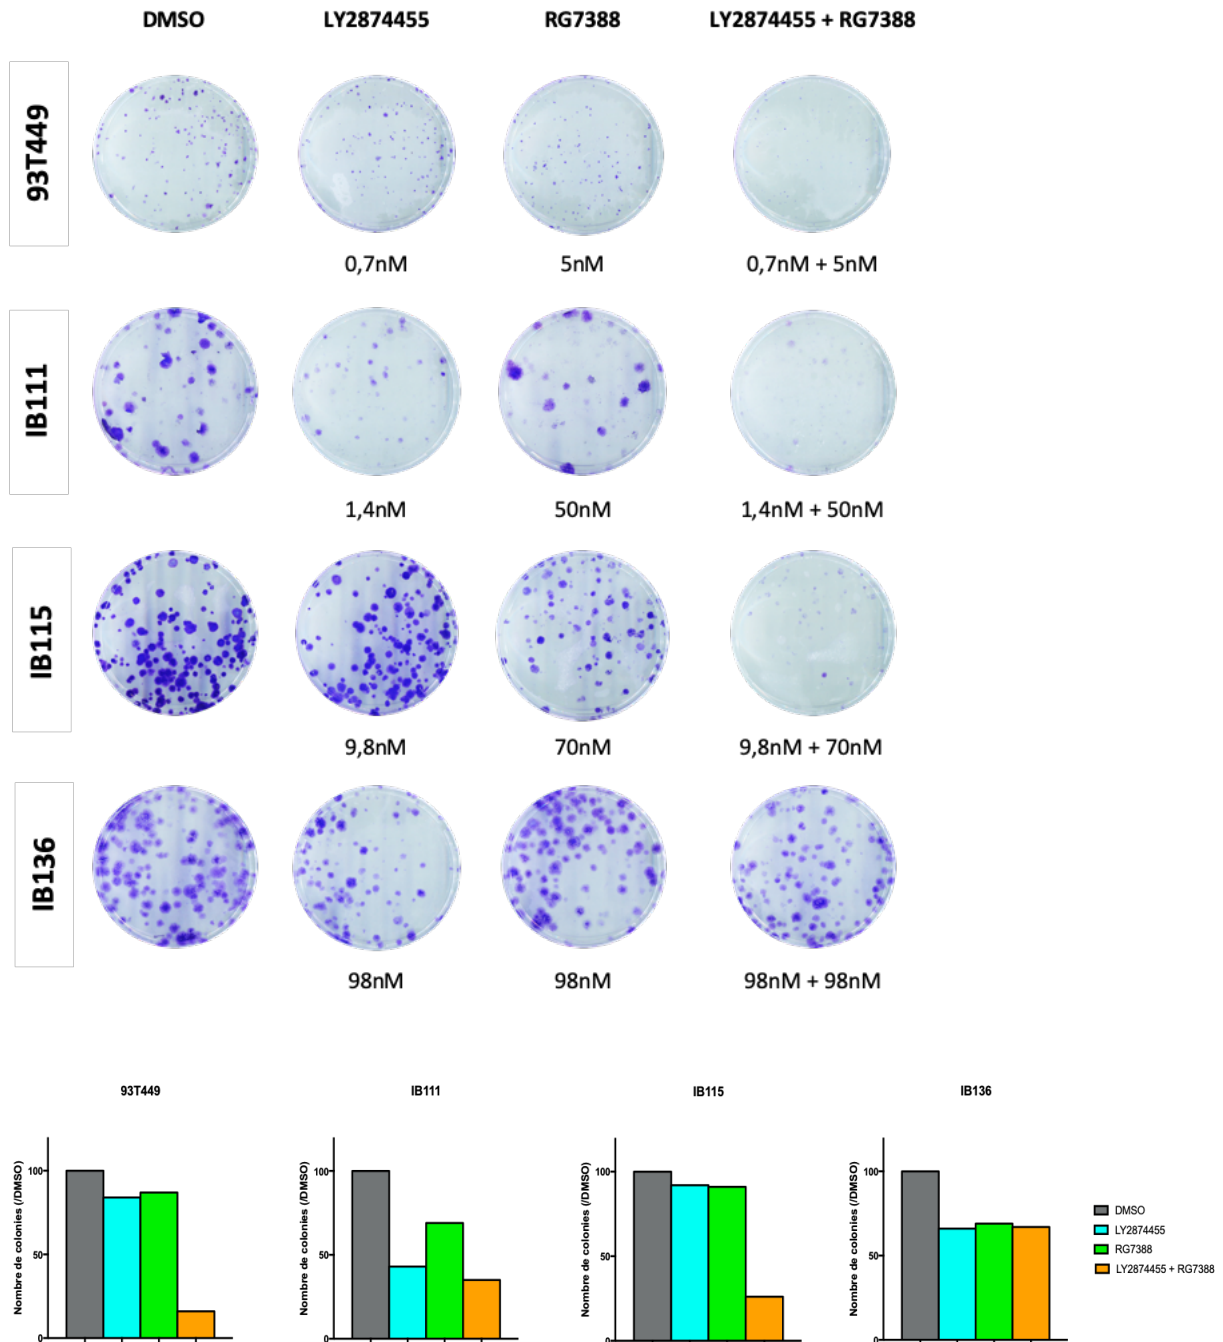 DMSO LY2874455 RG7388 LY2874455 + RG7388
93T449
0,7nM 5nM 0,7nM + 5nM
IB111
1,4nM 50nM 1,4nM + 50nM
IB115
9,8nM 70nM 9,8nM + 70nM
IB136
98nM 98nM 98nM + 98nM
93T449 IB111 IB115 IB136
Nombre de colonies (/DMSO) Nombre de colonies (/DMSO) Nombre de colonies (/DMSO) Nombre de colonies (/DMSO)
100 100 100 100
50 50 50 50
0 0 0 0
DMSO
LY2874455
RG7388
LY2874455 + RG7388